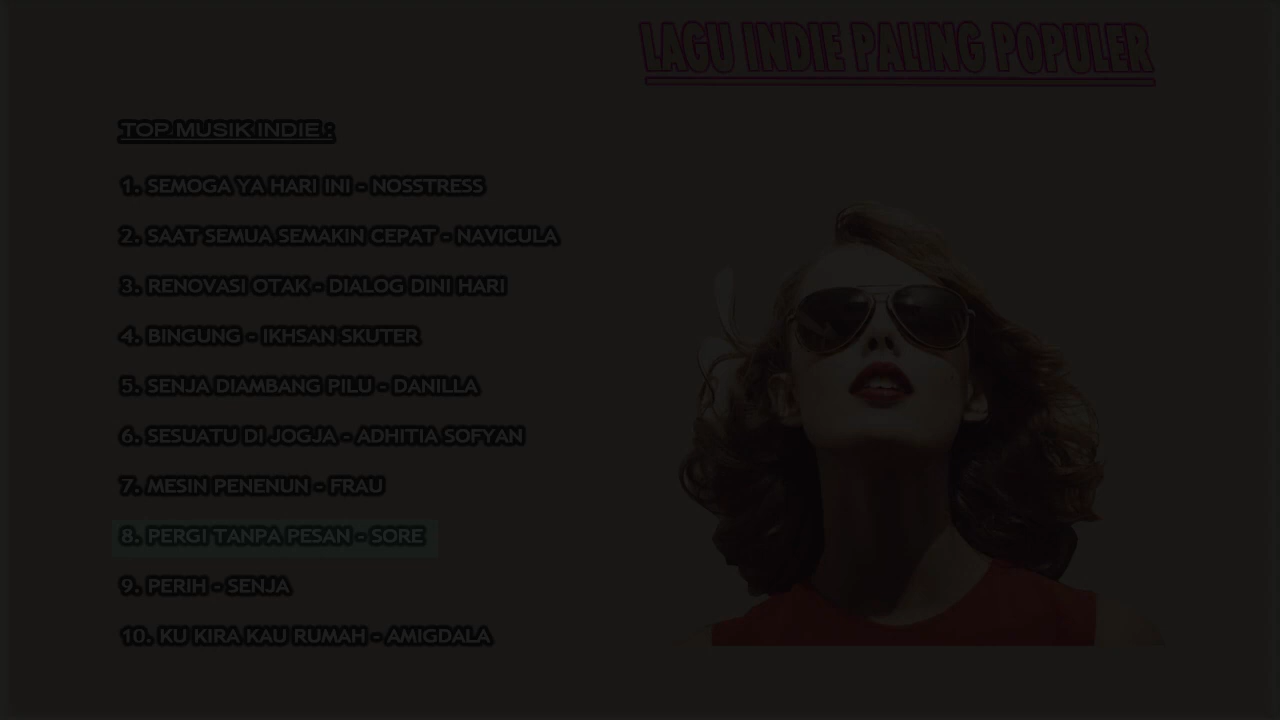 LAGU INDIE PALING POPULER
TOP MUSIK INDIE :
1. SEMOGA YA HARI INI - NOSSTRESS
2. SAAT SEMUA SEMAKIN CEPAT - NAVICULA
3. RENOVASI OTAK - DIALOG DINI HARI
4. BINGUNG - IKHSAN SKUTER
5. SENJA DIAMBANG PILU - DANILLA
6. SESUATU DI JOGJA - ADHITIA SOFYAN
7. MESIN PENENUN - FRAU
8. PERGI TANPA PESAN - SORE
9. PERIH - SENJA
10. KU KIRA KAU RUMAH - AMIGDALA